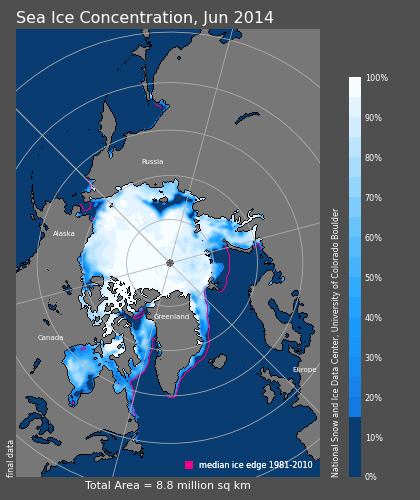 Sea Ice Concentration, Jun 2014
Russia
Alaska
Greenland
Canada
Europe
median ice edge 1981-2010
final data
Total Area = 8.8 million sq km
National Snow and Ice Data Center, University of Colorado Boulder
100%
90%
80%
70%
60%
50%
40%
30%
20%
10%
0%